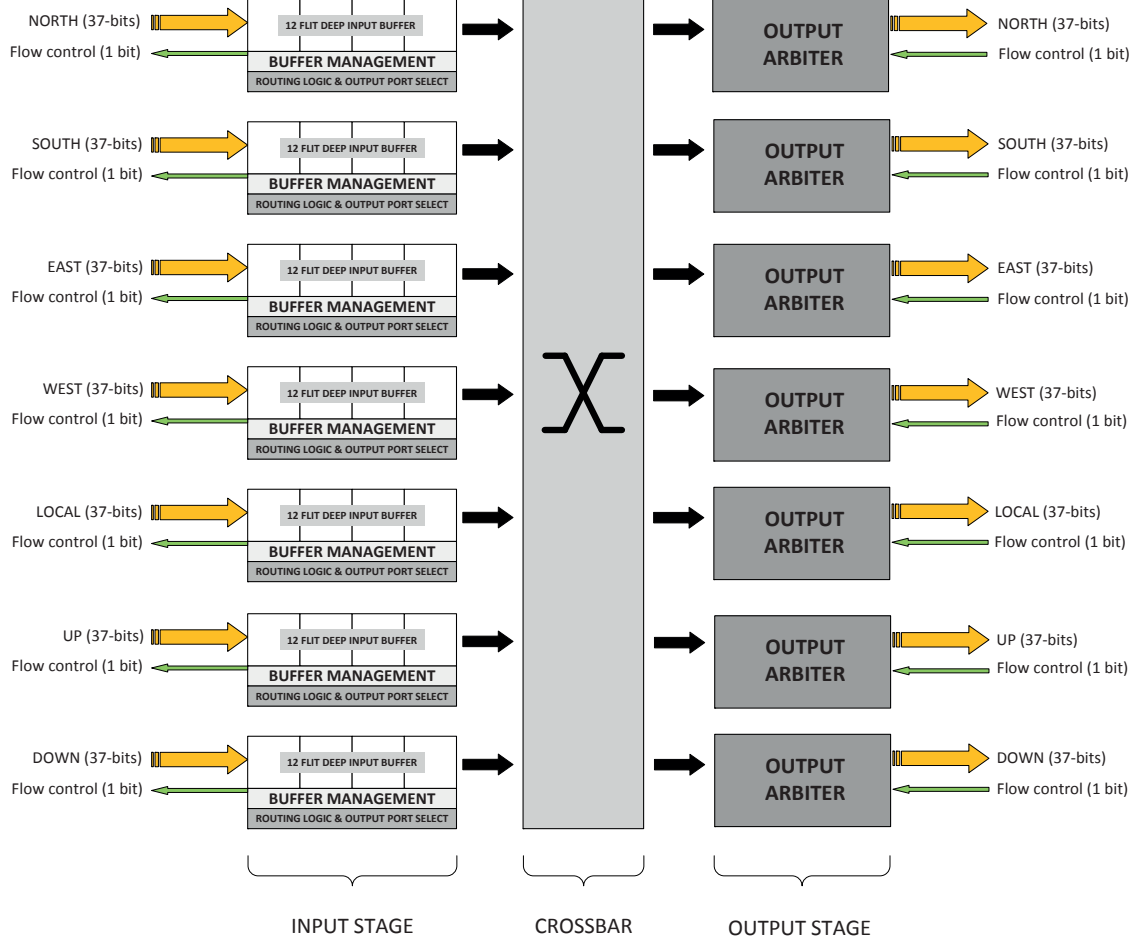 NORTH (37-bits)
Flow control (1 bit)
12 FLIT DEEP INPUT BUFFER
BUFFER MANAGEMENT
ROUTING LOGIC & OUTPUT PORT SELECT
OUTPUT
ARBITER
NORTH (37-bits)
Flow control (1 bit)
SOUTH (37-bits)
Flow control (1 bit)
12 FLIT DEEP INPUT BUFFER
BUFFER MANAGEMENT
ROUTING LOGIC & OUTPUT PORT SELECT
OUTPUT
ARBITER
SOUTH (37-bits)
Flow control (1 bit)
EAST (37-bits)
Flow control (1 bit)
12 FLIT DEEP INPUT BUFFER
BUFFER MANAGEMENT
ROUTING LOGIC & OUTPUT PORT SELECT
OUTPUT
ARBITER
EAST (37-bits)
Flow control (1 bit)
WEST (37-bits)
Flow control (1 bit)
12 FLIT DEEP INPUT BUFFER
BUFFER MANAGEMENT
ROUTING LOGIC & OUTPUT PORT SELECT
OUTPUT
ARBITER
WEST (37-bits)
Flow control (1 bit)
LOCAL (37-bits)
Flow control (1 bit)
12 FLIT DEEP INPUT BUFFER
BUFFER MANAGEMENT
ROUTING LOGIC & OUTPUT PORT SELECT
OUTPUT
ARBITER
LOCAL (37-bits)
Flow control (1 bit)
UP (37-bits)
Flow control (1 bit)
12 FLIT DEEP INPUT BUFFER
BUFFER MANAGEMENT
ROUTING LOGIC & OUTPUT PORT SELECT
OUTPUT
ARBITER
UP (37-bits)
Flow control (1 bit)
DOWN (37-bits)
Flow control (1 bit)
12 FLIT DEEP INPUT BUFFER
BUFFER MANAGEMENT
ROUTING LOGIC & OUTPUT PORT SELECT
OUTPUT
ARBITER
DOWN (37-bits)
Flow control (1 bit)
INPUT STAGE
CROSSBAR
OUTPUT STAGE